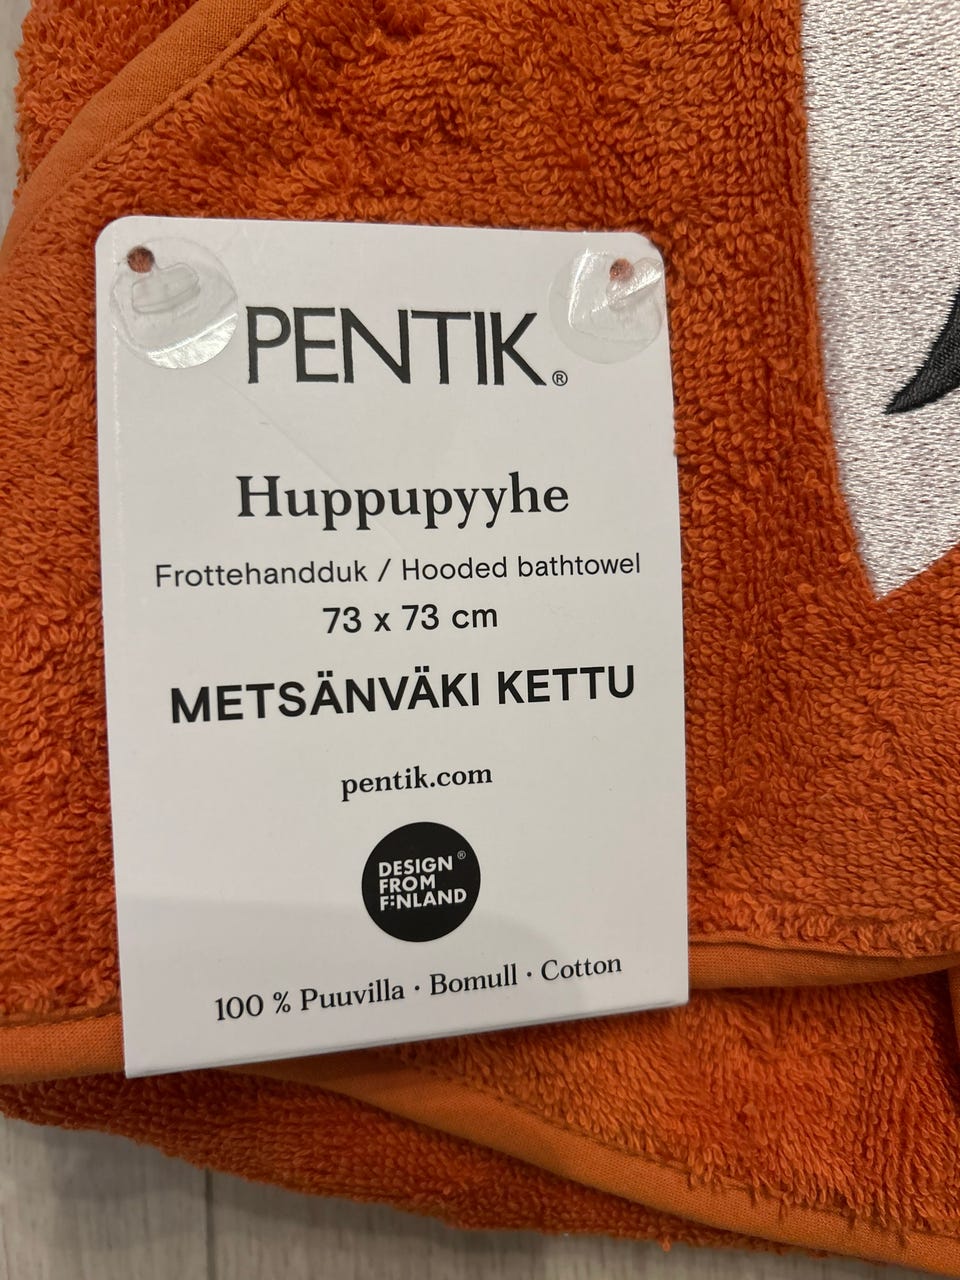 PENTIK®
Huppupyyhe
Frottehandduk / Hooded bathtowel
73 x 73 cm
METSÄNVÄKI KETTU
pentik.com
DESIGN®
FROM
FINLAND
100 % Puuvilla · Bomull · Cotton